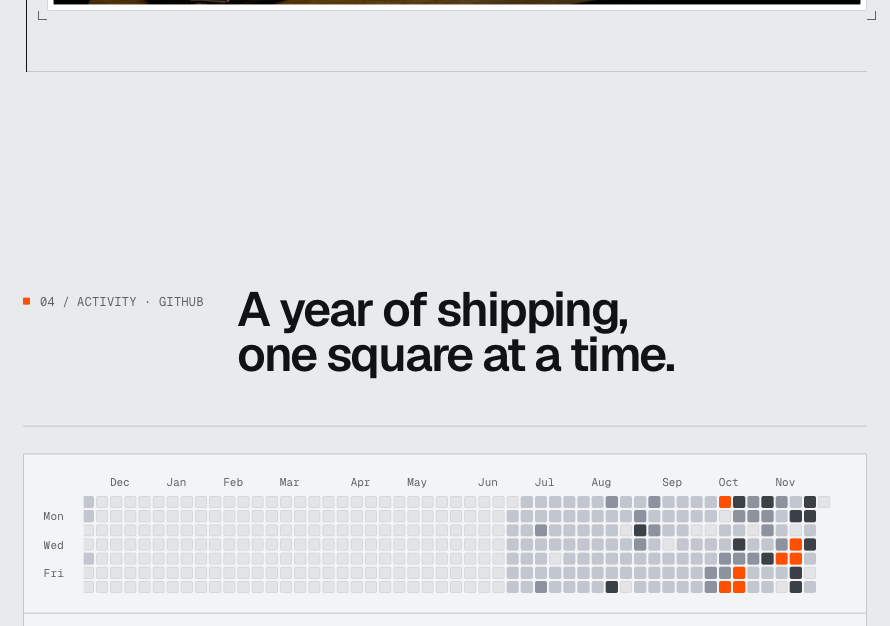 04 / ACTIVITY · GITHUB
A year of shipping,
one square at a time.
Dec Jan Feb Mar Apr May Jun Jul Aug Sep Oct Nov
Mon
Wed
Fri